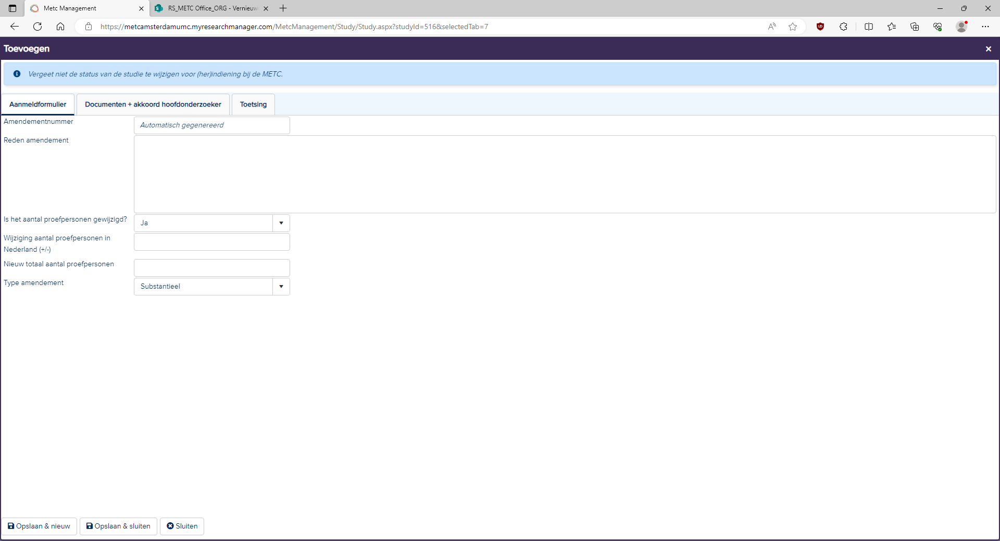 Metc Management
RS_METC Office_ORG - Vernieuw
https://metcamsterdamumc.myresearchmanager.com/MetcManagement/Study/Study.aspx?studyId=516&selectedTab=7
Toevoegen
Vergeet niet de status van de studie te wijzigen voor (her)indiening bij de METC.
Aanmeldformulier Documenten + akkoord hoofdonderzoeker Toetsing
Amendementnummer Automatisch gegenereerd
Reden amendement
Is het aantal proefpersonen gewijzigd? Ja
Wijziging aantal proefpersonen in
Nederland (+/-)
Nieuw totaal aantal proefpersonen
Type amendement Substantieel
Opslaan & nieuw Opslaan & sluiten Sluiten